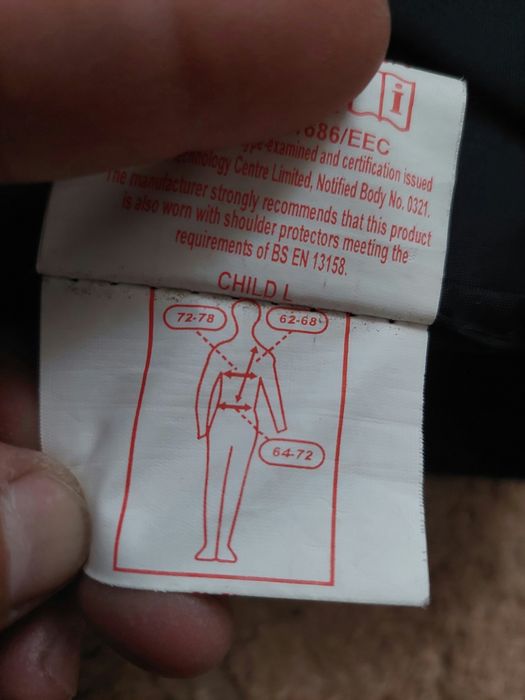 i
686/EEC
type-examined and certification issued
Technology Centre Limited, Notified Body No. 0321.
The manufacturer strongly recommends that this product
is also worn with shoulder protectors meeting the
requirements of BS EN 13158.
CHILD L
72-78
62-68
64-72